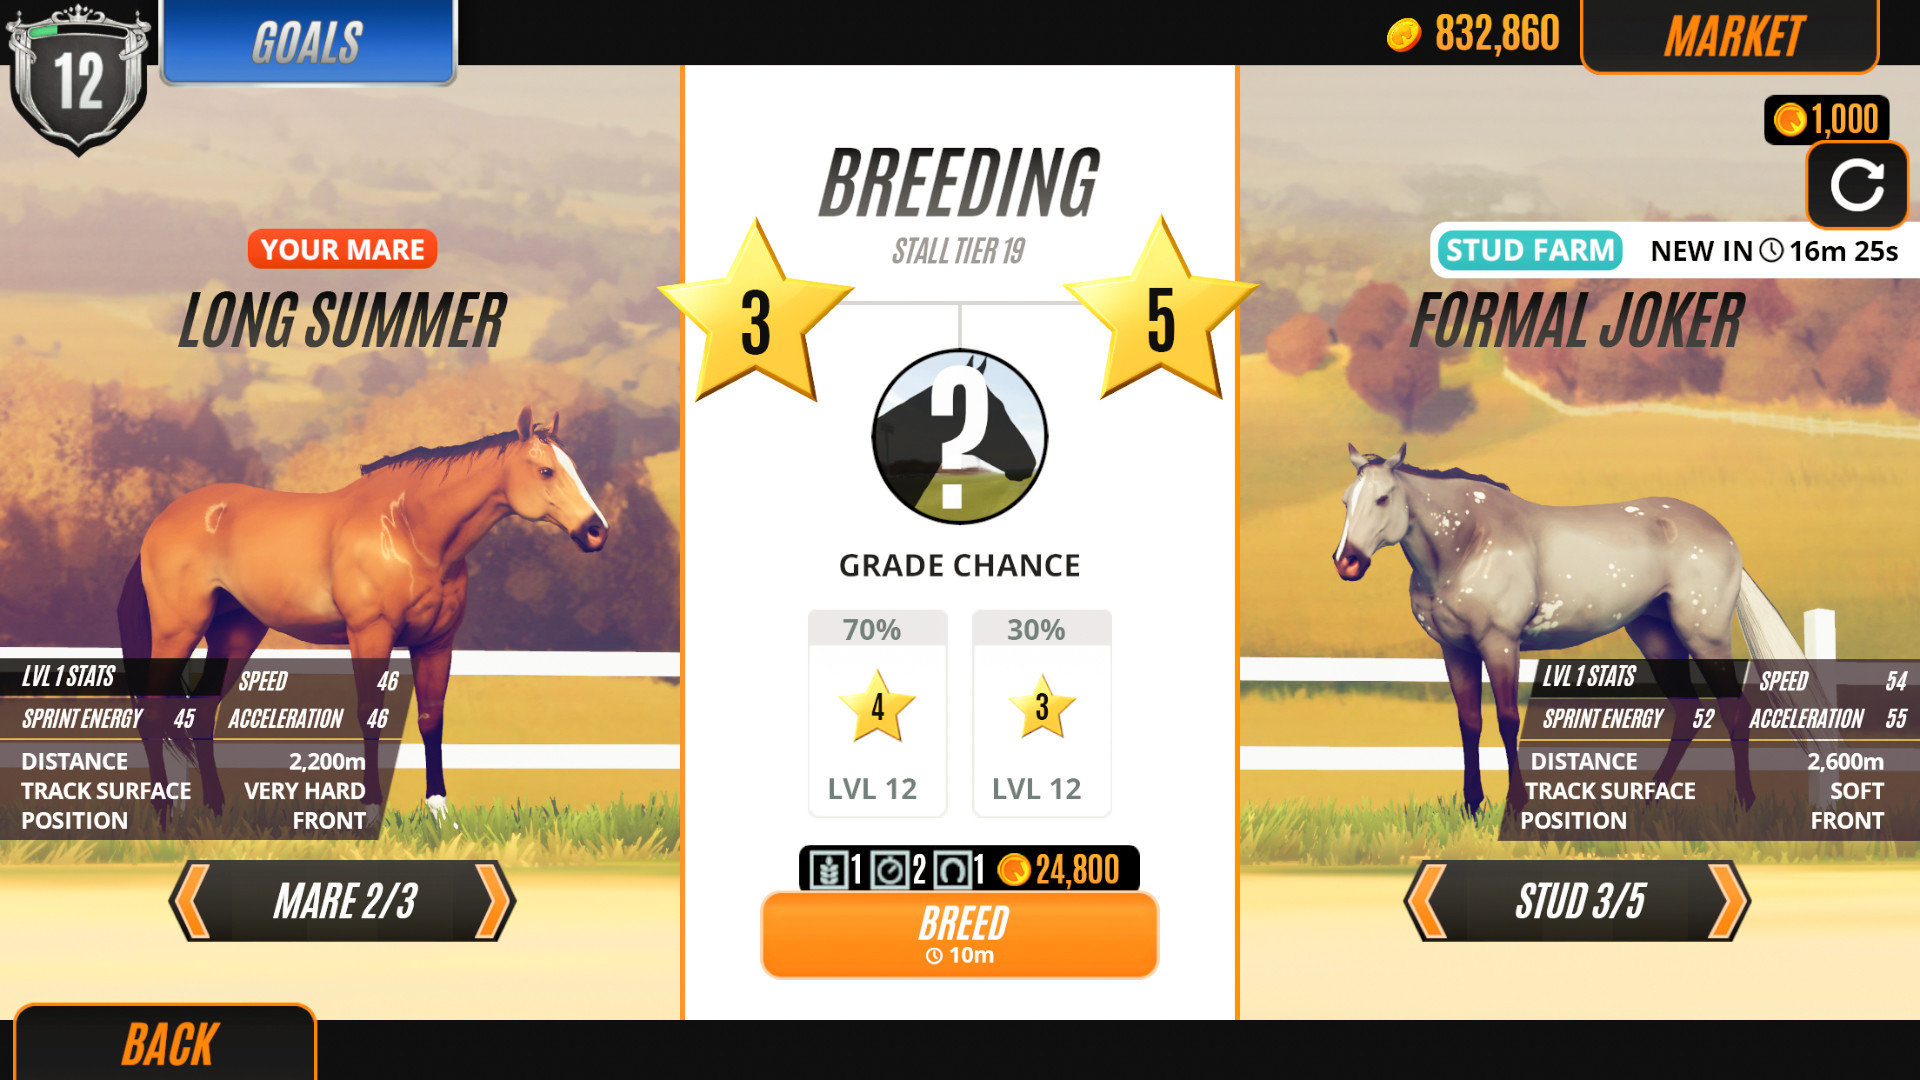 12
GOALS
832,860
MARKET
1,000
YOUR MARE
LONG SUMMER
BREEDING
STALL TIER 19
3
5
STUD FARM
NEW IN 16m 25s
FORMAL JOKER
?
GRADE CHANCE
70%
4
LVL 12
30%
3
LVL 12
LVL 1 STATS
SPEED 46
SPRINT ENERGY 45
ACCELERATION 46
DISTANCE 2,200m
TRACK SURFACE VERY HARD
POSITION FRONT
LVL 1 STATS
SPEED 54
SPRINT ENERGY 52
ACCELERATION 55
DISTANCE 2,600m
TRACK SURFACE SOFT
POSITION FRONT
MARE 2/3
1 2 1 24,800
BREED
10m
STUD 3/5
BACK